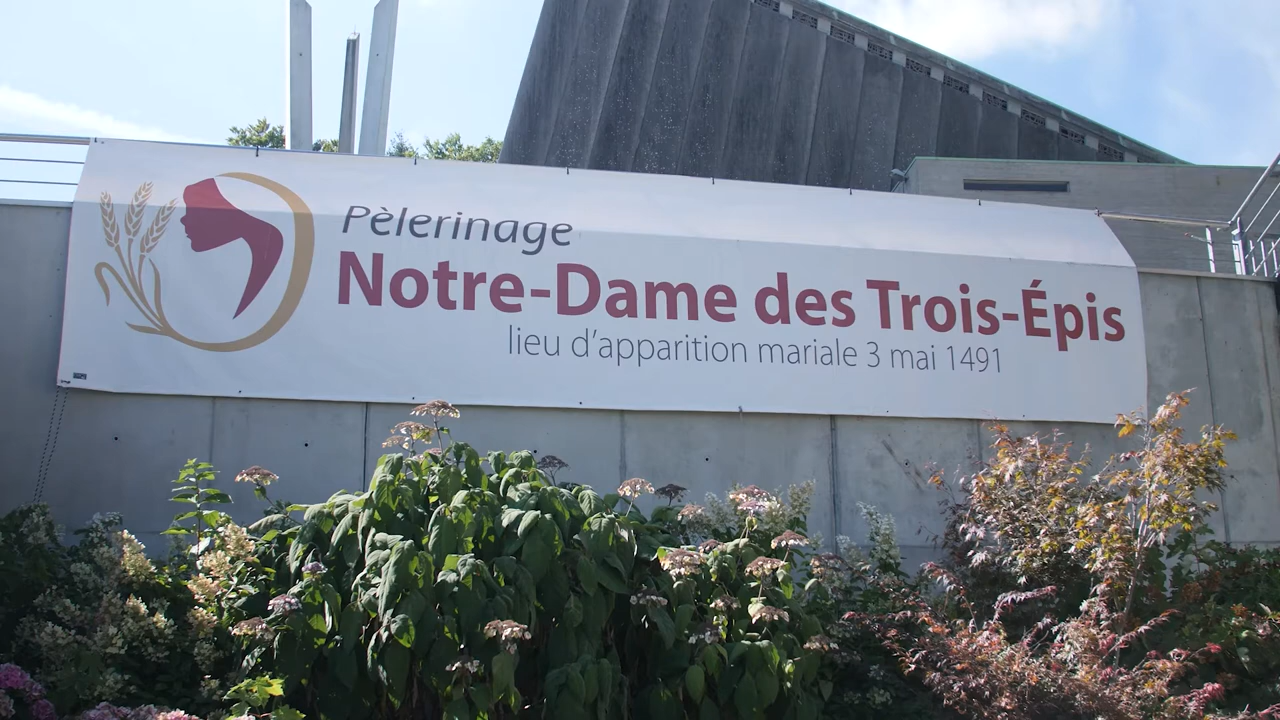 Pèlerinage
Notre-Dame des Trois-Épis
lieu d'apparition mariale 3 mai 1491